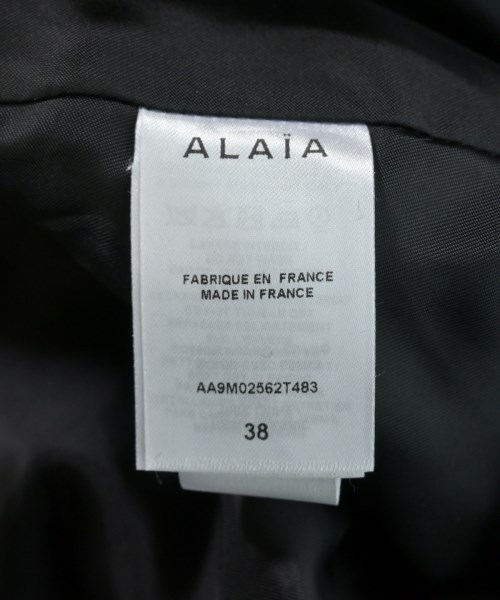 ALAÏA
FABRIQUE EN FRANCE
MADE IN FRANCE
AA9M02562T483
38